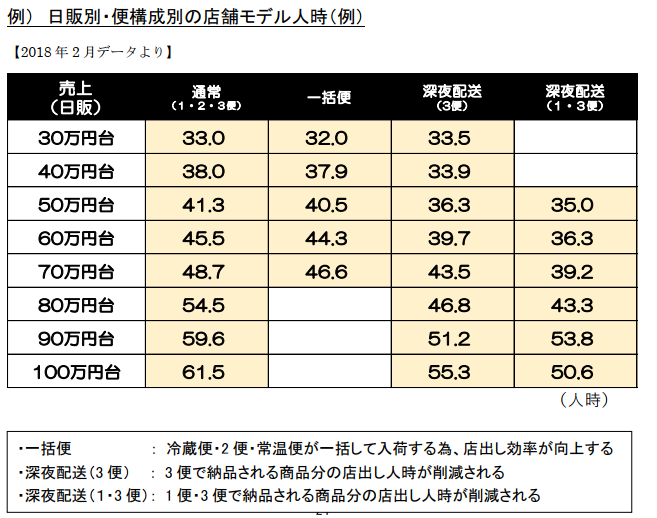 例） 日販別・便構成別の店舗モデル人時（例）
【2018年2月データより】
売上（日販） 通常（1・2・3便） 一括便 深夜配送（3便） 深夜配送（1・3便）
30万円台 33.0 32.0 33.5
40万円台 38.0 37.9 33.9
50万円台 41.3 40.5 36.3 35.0
60万円台 45.5 44.3 39.7 36.3
70万円台 48.7 46.6 43.5 39.2
80万円台 54.5 46.8 43.3
90万円台 59.6 51.2 53.8
100万円台 61.5 55.3 50.6
（人時）
・一括便 ： 冷蔵便・2便・常温便が一括して入荷する為、店出し効率が向上する
・深夜配送（3便） ： 3便で納品される商品分の店出し人時が削減される
・深夜配送（1・3便）： 1便・3便で納品される商品分の店出し人時が削減される